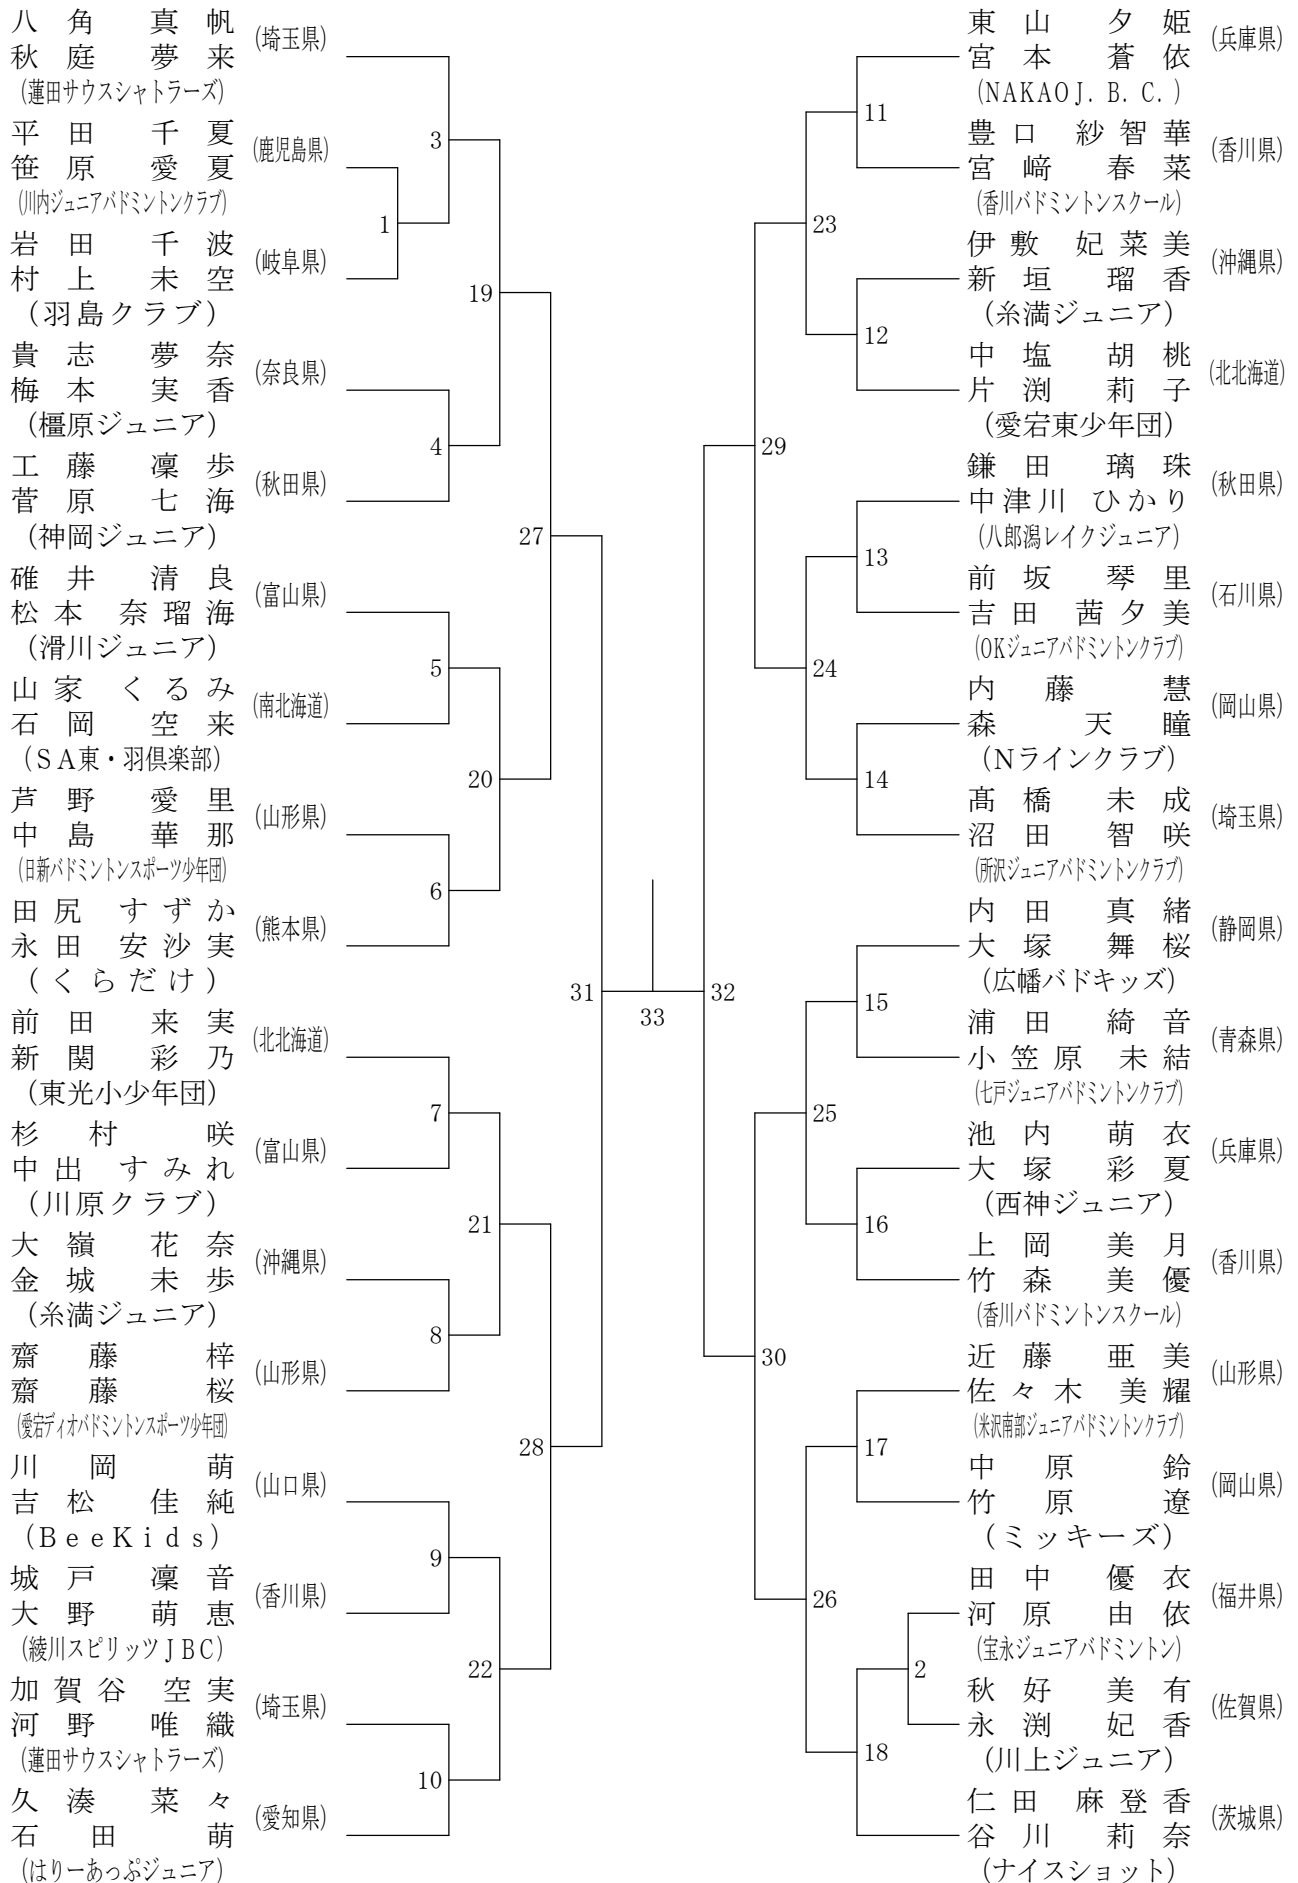 八角 真帆
秋庭 夢来
(埼玉県)
(蓮田サウスシャトラーズ)
平田 千夏
笹原 愛夏
(鹿児島県)
(川内ジュニアバドミントンクラブ)
岩田 千波
村上 未空
(岐阜県)
(羽島クラブ)
貴志 夢奈
梅本 実香
(奈良県)
(橿原ジュニア)
工藤 凜歩
菅原 七海
(秋田県)
(神岡ジュニア)
碓井 清良
松本 奈瑠海
(富山県)
(滑川ジュニア)
山家 くるみ
石岡 空来
(南北海道)
(SA東・羽倶楽部)
芦野 愛里
中島 華那
(山形県)
(日新バドミントンスポーツ少年団)
田尻 すずか
永田 安沙実
(熊本県)
(くらだけ)
前田 来実
新関 彩乃
(北北海道)
(東光小少年団)
杉村 咲
中出 すみれ
(富山県)
(川原クラブ)
大嶺 花奈
金城 未歩
(沖縄県)
(糸満ジュニア)
齋藤 梓
齋藤 桜
(山形県)
(愛宕ディオバドミントンスポーツ少年団)
川岡 萌
吉松 佳純
(山口県)
(BeeKids)
城戸 凜音
大野 萌恵
(香川県)
(綾川スピリッツJBC)
加賀谷 空実
河野 唯織
(埼玉県)
(蓮田サウスシャトラーズ)
久湊 菜々
石田 萌
(愛知県)
(はりーあっぷジュニア)
1
3
4
5
6
7
8
9
10
19
20
21
22
27
28
31
33
32
29
30
23
24
25
26
11
12
13
14
15
16
17
18
2
東山 夕姫
宮本 蒼依
(兵庫県)
(NAKAOJ.B.C.)
豊口 紗智華
宮﨑 春菜
(香川県)
(香川バドミントンスクール)
伊敷 妃菜美
新垣 瑠香
(沖縄県)
(糸満ジュニア)
中塩 胡桃
片渕 莉子
(北北海道)
(愛宕東少年団)
鎌田 璃珠
中津川 ひかり
(秋田県)
(八郎潟レイクジュニア)
前坂 琴里
吉田 茜夕美
(石川県)
(OKジュニアバドミントンクラブ)
内藤 慧
森 天瞳
(岡山県)
(Nラインクラブ)
髙橋 未成
沼田 智咲
(埼玉県)
(所沢ジュニアバドミントンクラブ)
内田 真緒
大塚 舞桜
(静岡県)
(広幡バドキッズ)
浦田 綺音
小笠原 未結
(青森県)
(七戸ジュニアバドミントンクラブ)
池内 萌衣
大塚 彩夏
(兵庫県)
(西神ジュニア)
上岡 美月
竹森 美優
(香川県)
(香川バドミントンスクール)
近藤 亜美
佐々木 美耀
(山形県)
(米沢南部ジュニアバドミントンクラブ)
中原 鈴
竹原 遼
(岡山県)
(ミッキーズ)
田中 優衣
河原 由依
(福井県)
(宝永ジュニアバドミントン)
秋好 美有
永渕 妃香
(佐賀県)
(川上ジュニア)
仁田 麻登香
谷川 莉奈
(茨城県)
(ナイスショット)